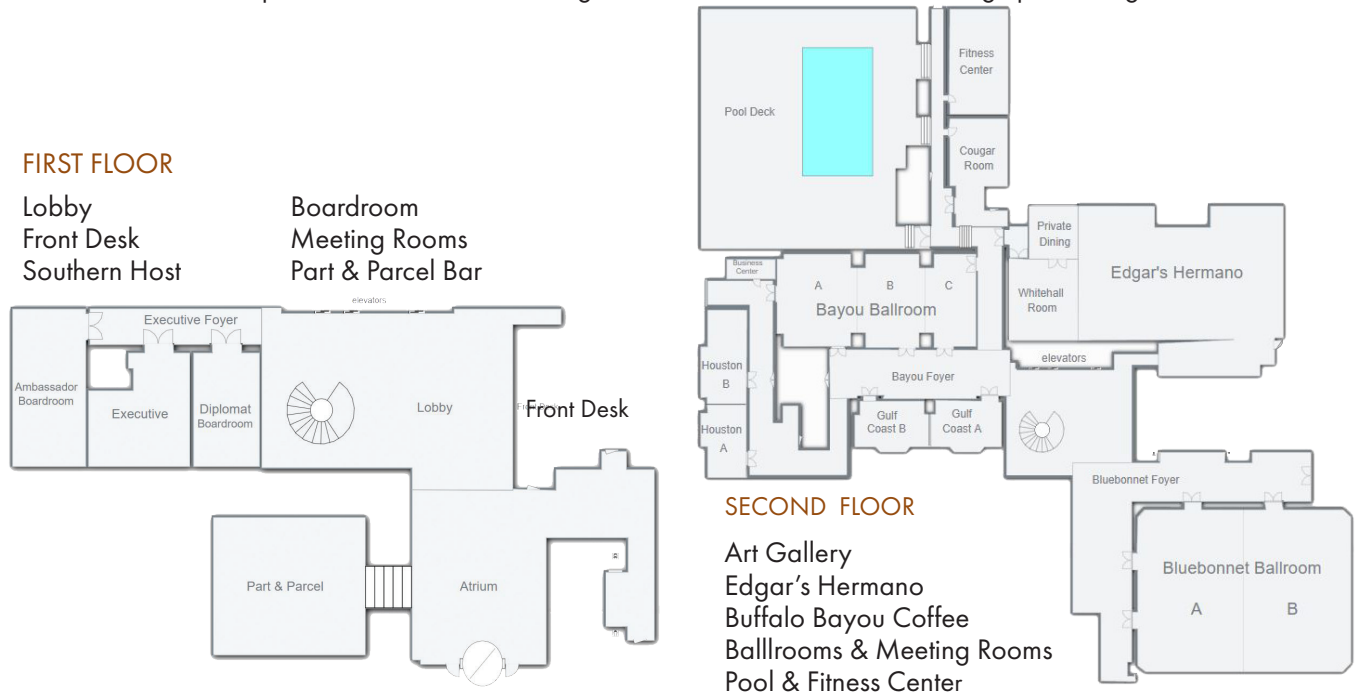 FIRST FLOOR
Lobby
Front Desk
Southern Host
Boardroom
Meeting Rooms
Part & Parcel Bar
elevators
Executive Foyer
Ambassador
Boardroom
Executive
Diplomat
Boardroom
Lobby
Front Desk
Part & Parcel
Atrium
Pool Deck
Fitness
Center
Cougar
Room
Private
Dining
Edgar's Hermano
Whitehall
Room
Business
Center
A
B
C
Bayou Ballroom
elevators
Houston
B
Bayou Foyer
Gulf
Coast B
Gulf
Coast A
Houston
A
Bluebonnet Foyer
Bluebonnet Ballroom
A
B
SECOND FLOOR
Art Gallery
Edgar’s Hermano
Buffalo Bayou Coffee
Balllrooms & Meeting Rooms
Pool & Fitness Center